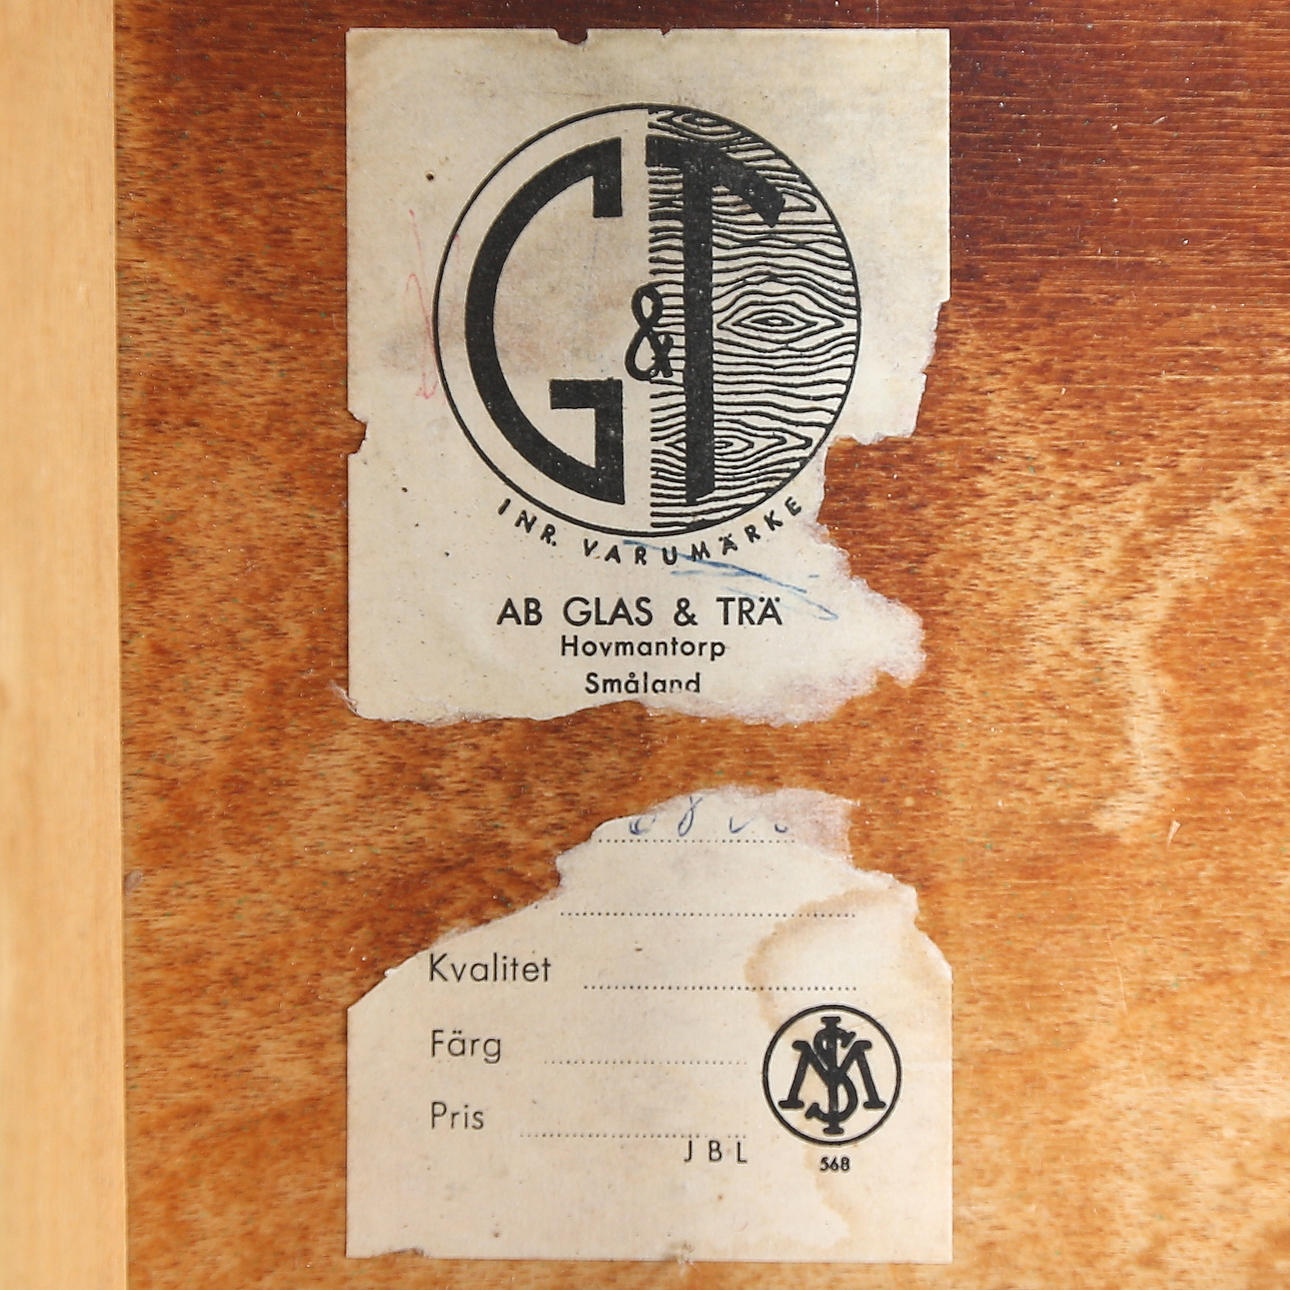 G&T
INR. VARUMÄRKE
AB GLAS & TRÄ
Hovmantorp
Småland
Kvalitet
Färg
Pris
JBL
568